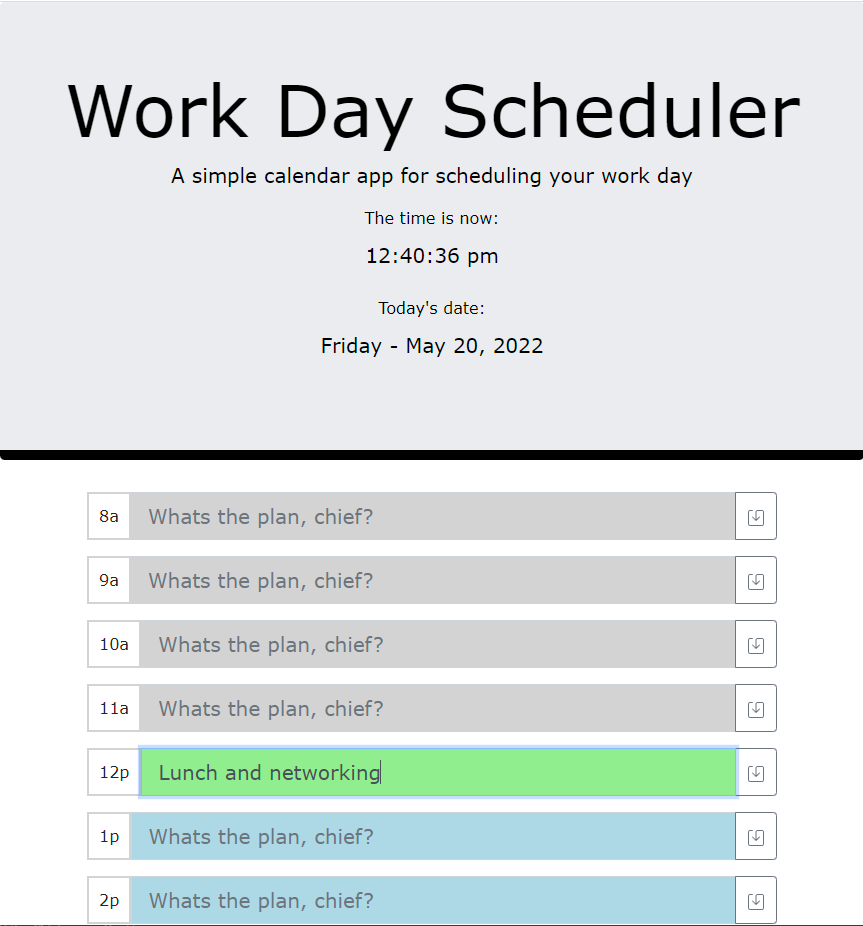 Work Day Scheduler
A simple calendar app for scheduling your work day
The time is now:
12:40:36 pm
Today's date:
Friday - May 20, 2022
8a Whats the plan, chief?
9a Whats the plan, chief?
10a Whats the plan, chief?
11a Whats the plan, chief?
12p Lunch and networking
1p Whats the plan, chief?
2p Whats the plan, chief?